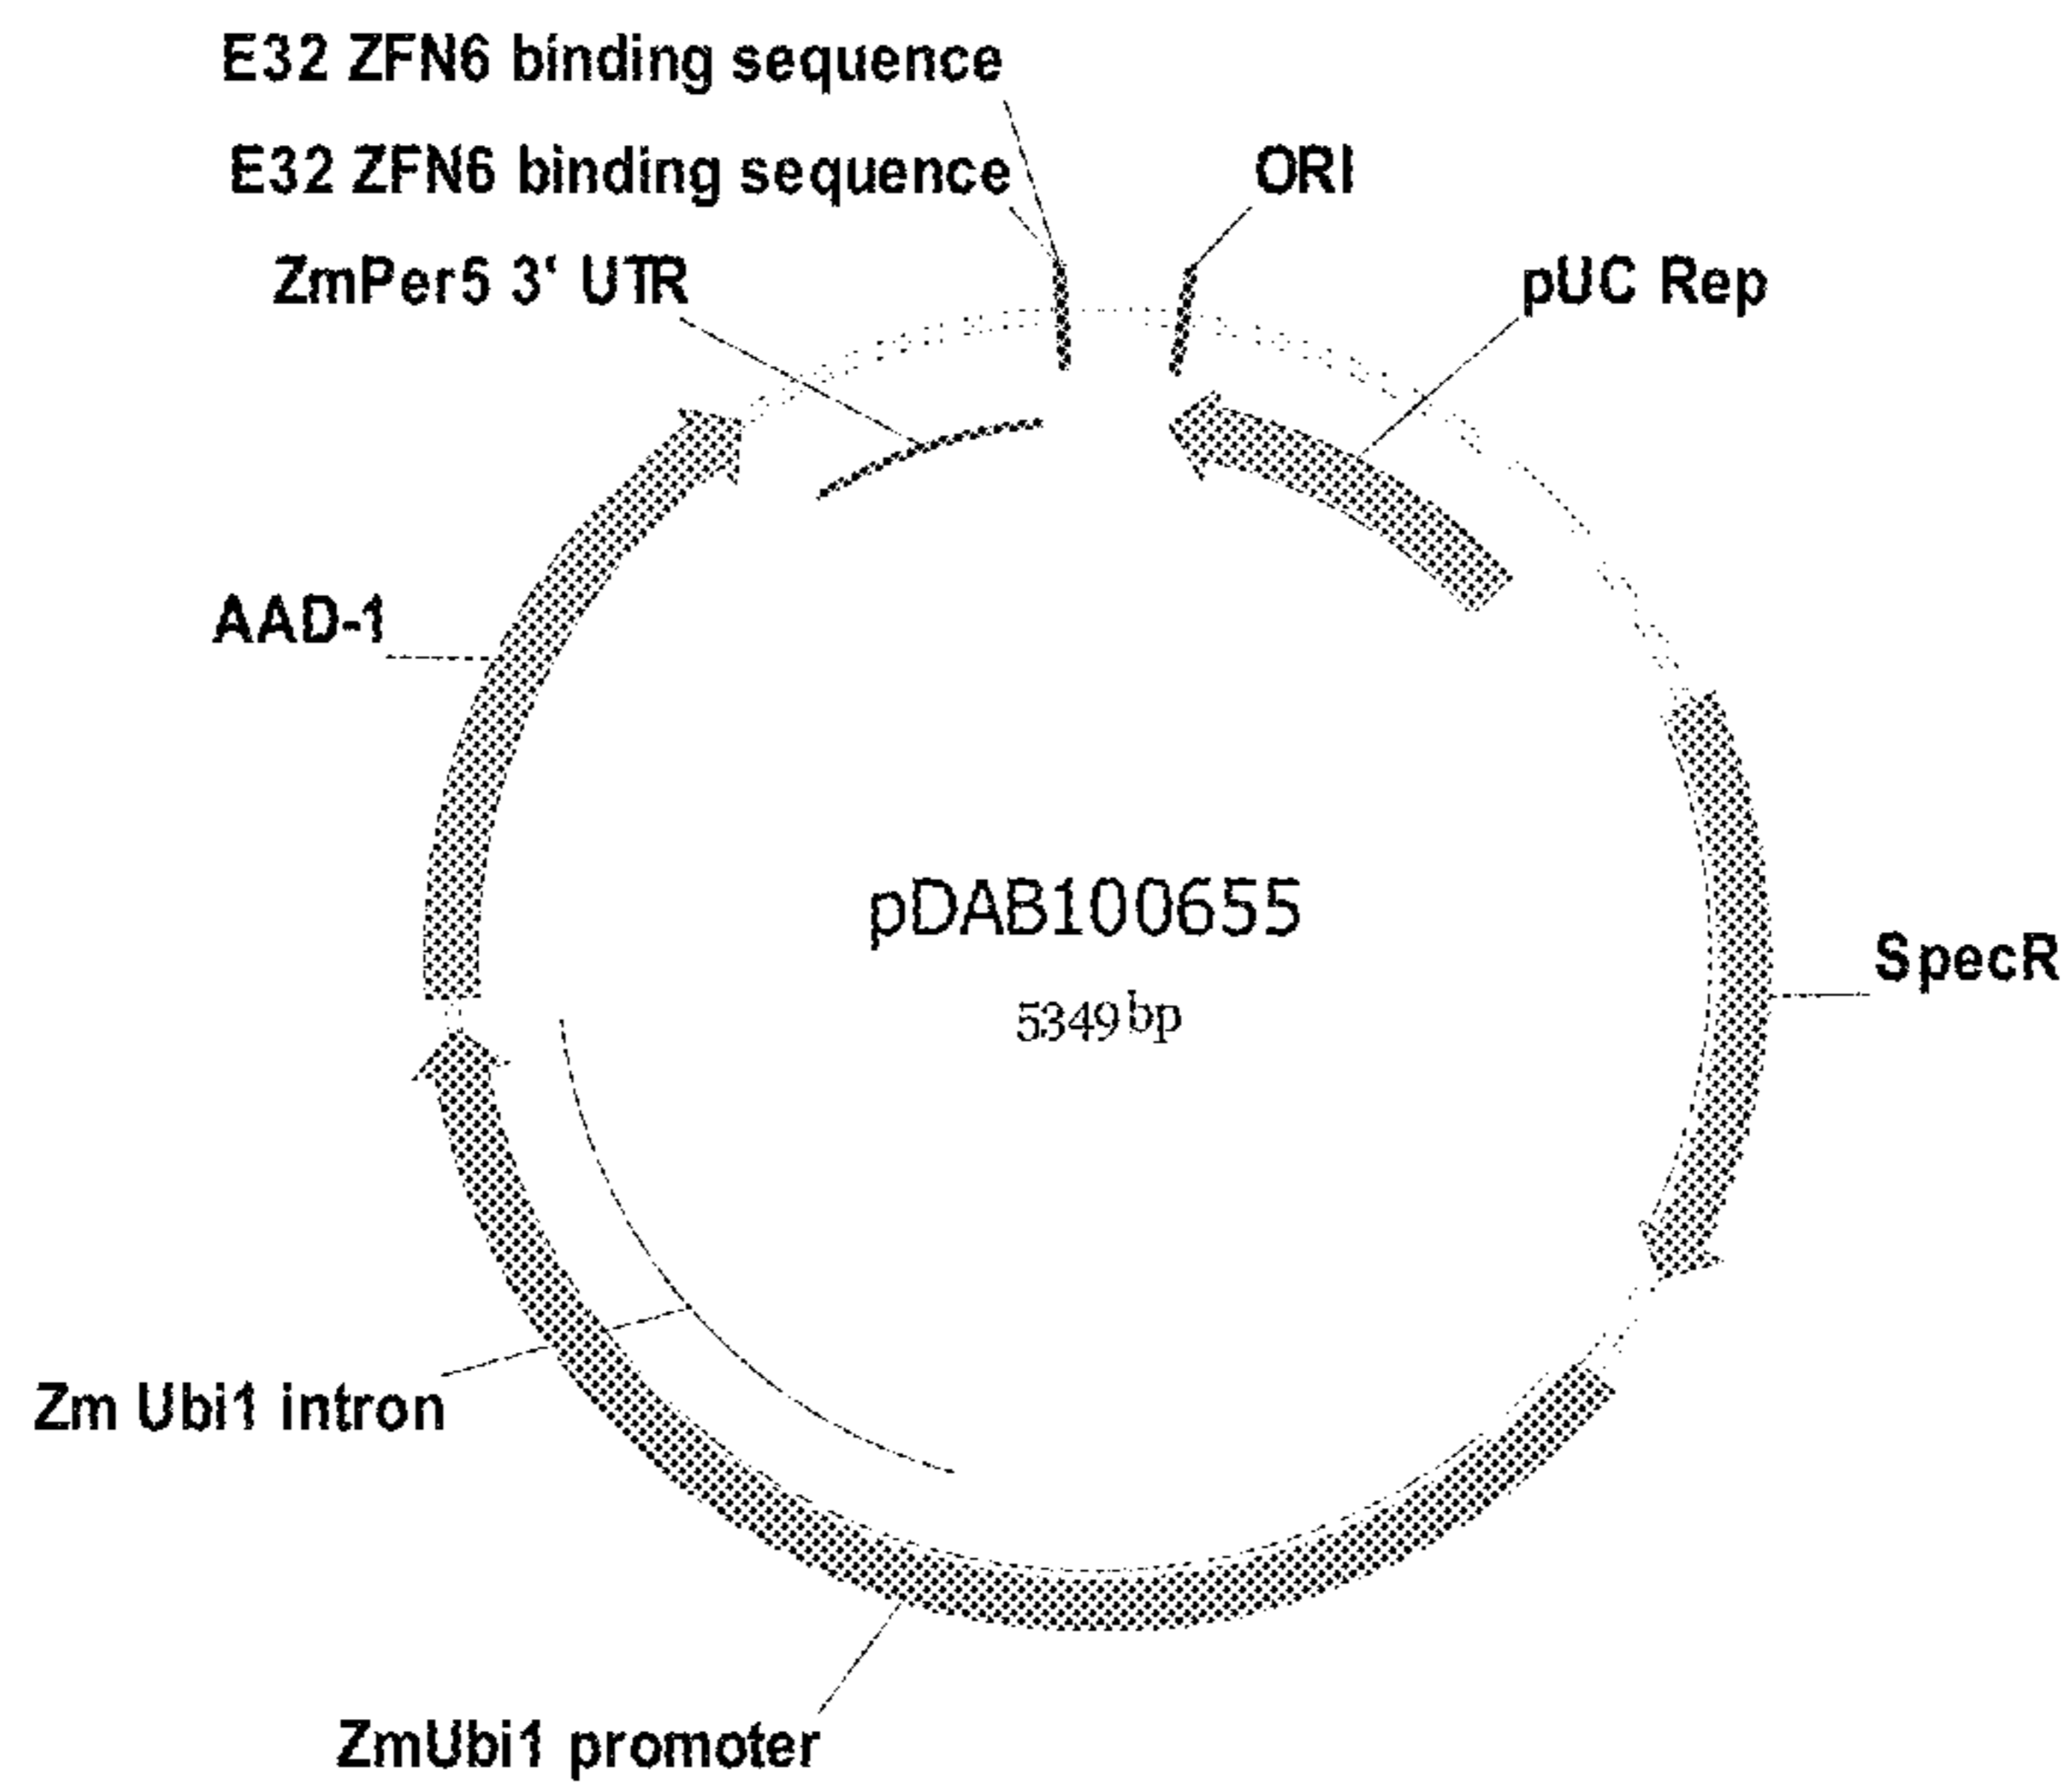 E32 ZFN6 binding sequence
E32 ZFN6 binding sequence
ORI
ZmPer5 3' UTR
pUC Rep
AAD-1
pDAB100655
SpecR
5349 bp
Zm Ubi1 intron
ZmUbi1 promoter